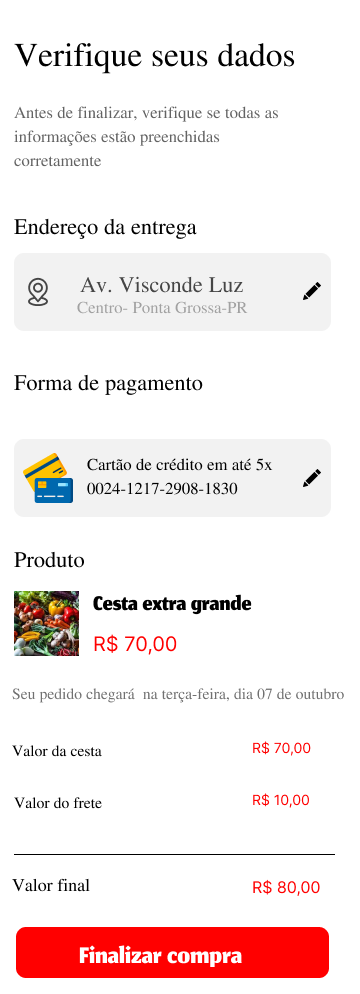 Verifique seus dados
Antes de finalizar, verifique se todas as
informações estão preenchidas
corretamente
Endereço da entrega
Av. Visconde Luz
Centro- Ponta Grossa-PR
Forma de pagamento
Cartão de crédito em até 5x
0024-1217-2908-1830
Produto
Cesta extra grande
R$ 70,00
Seu pedido chegará na terça-feira, dia 07 de outubro
Valor da cesta R$ 70,00
Valor do frete R$ 10,00
Valor final R$ 80,00
Finalizar compra